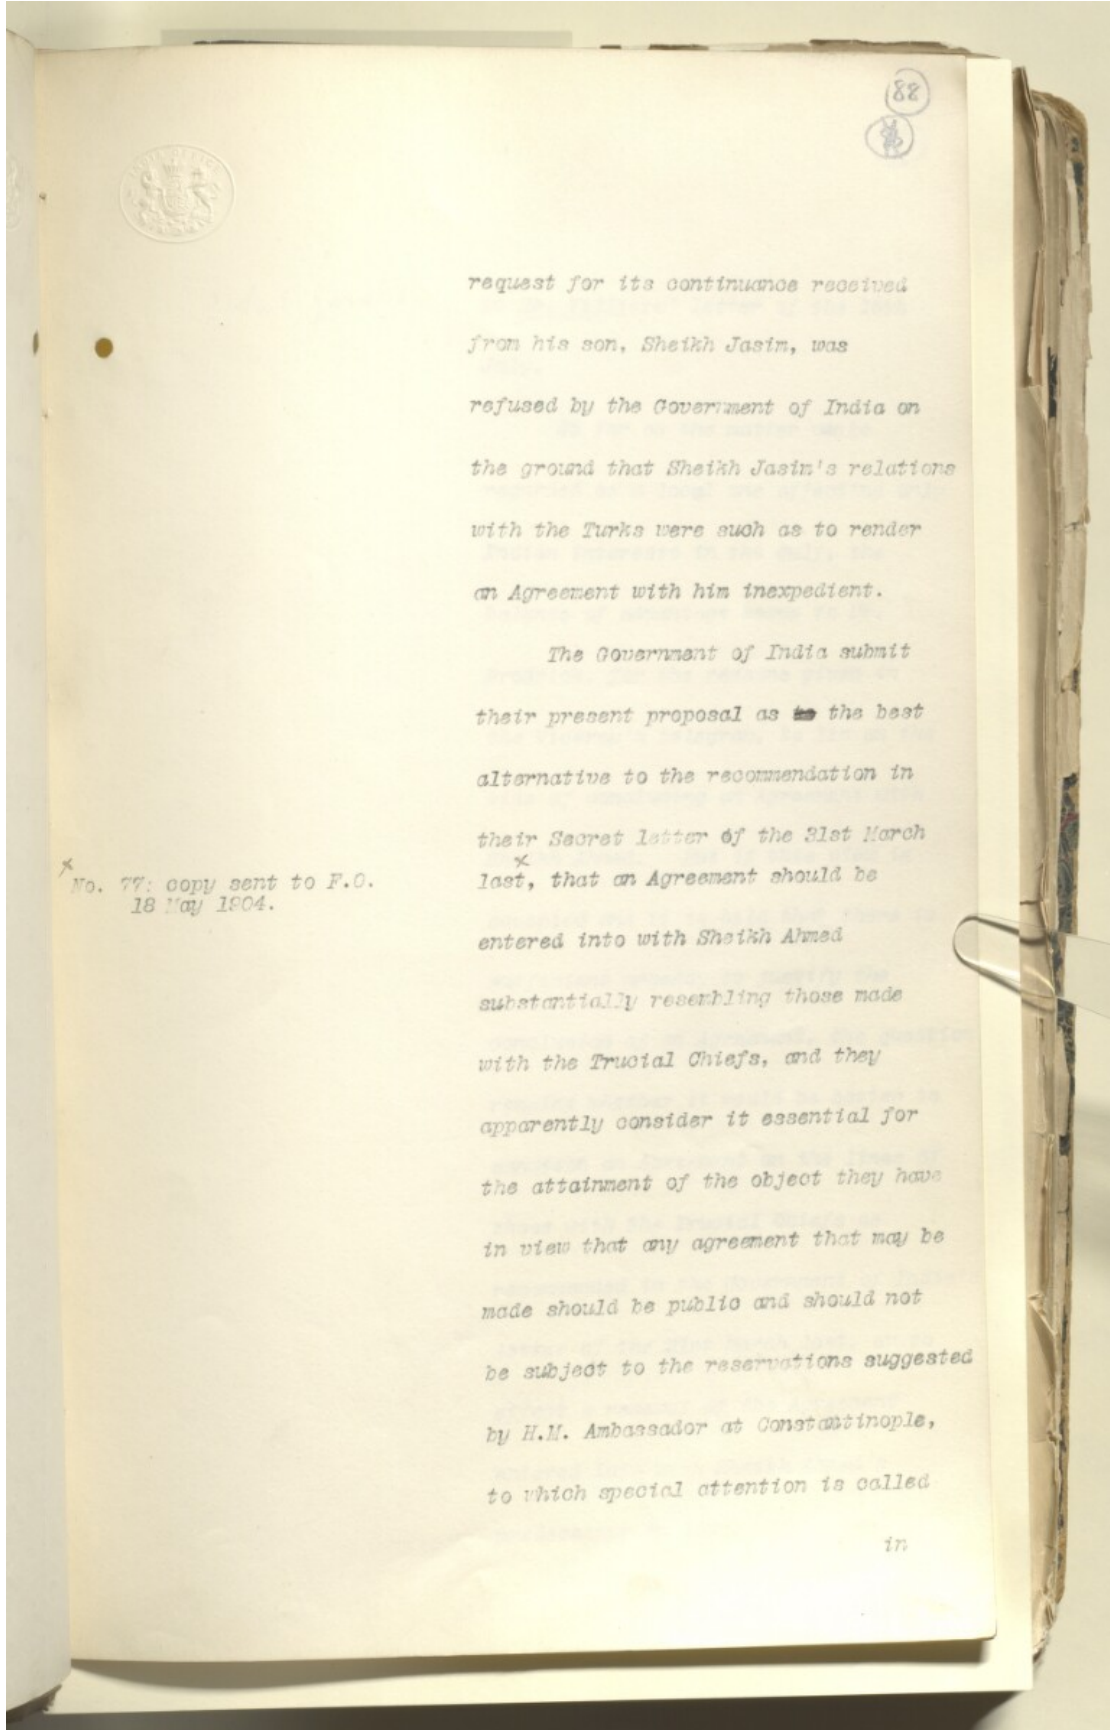 88
INDIA OFFICE
request for its continuance received
from his son, Sheikh Jasim, was
refused by the Government of India on
the ground that Sheikh Jasim's relations
with the Turks were such as to render
an Agreement with him inexpedient.
The Government of India submit
their present proposal as the best
alternative to the recommendation in
their Secret letter of the 31st March
x
last, that an Agreement should be
x
No. 77: copy sent to F.O.
18 May 1904.
entered into with Sheikh Ahmed
substantially resembling those made
with the Trucial Chiefs, and they
apparently consider it essential for
the attainment of the object they have
in view that any agreement that may be
made should be public and should not
be subject to the reservations suggested
by H.M. Ambassador at Constantinople,
to which special attention is called
in